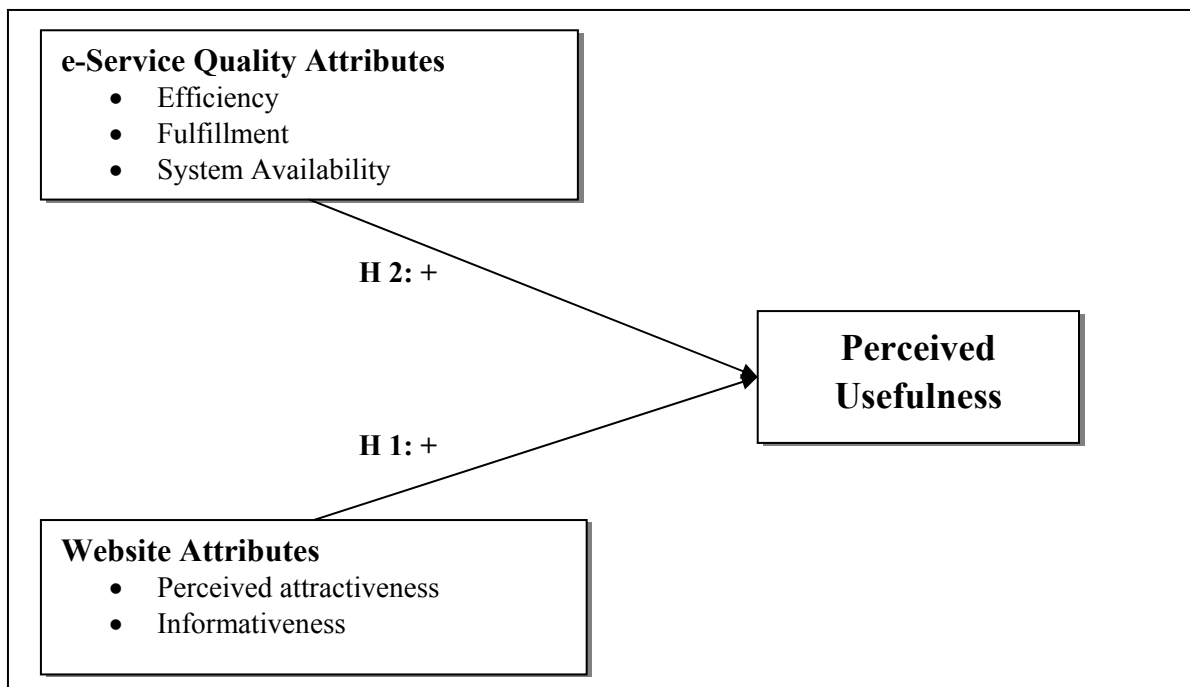 e-Service Quality Attributes
• Efficiency
• Fulfillment
• System Availability
H 2: +
Perceived
Usefulness
H 1: +
Website Attributes
• Perceived attractiveness
• Informativeness